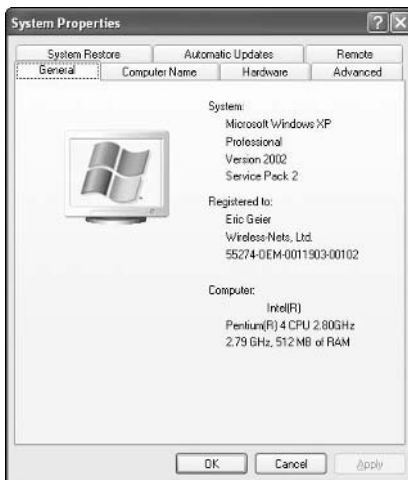 System Properties
System Restore Automatic Updates Remote
General Computer Name Hardware Advanced
System:
Microsoft Windows XP
Professional
Version 2002
Service Pack 2
Registered to:
Eric Geier
Wireless-Nets, Ltd.
55274-OEM-0011903-00102
Computer:
Intel(R)
Pentium(R) 4 CPU 2.80GHz
2.79 GHz, 512 MB of RAM
OK Cancel Apply